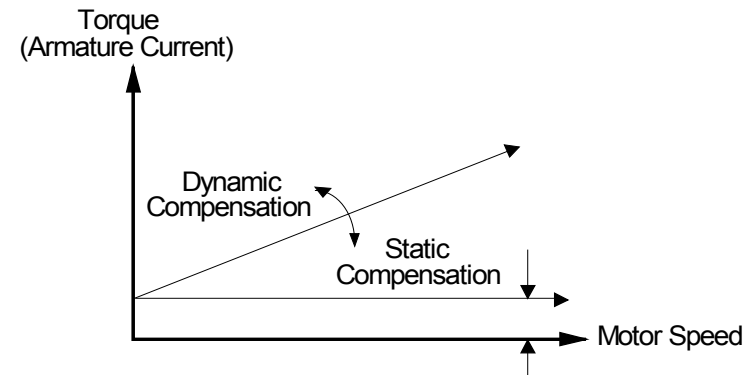 Torque
(Armature Current)
Dynamic
Compensation
Static
Compensation
Motor Speed